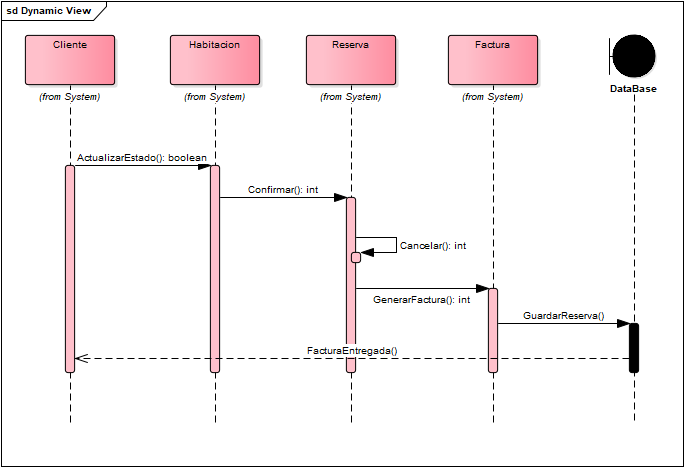 sd Dynamic View
Cliente
Habitacion
Reserva
Factura
(from System)
(from System)
(from System)
(from System)
DataBase
ActualizarEstado(): boolean
Confirmar(): int
Cancelar(): int
GenerarFactura(): int
GuardarReserva()
FacturaEntregada()